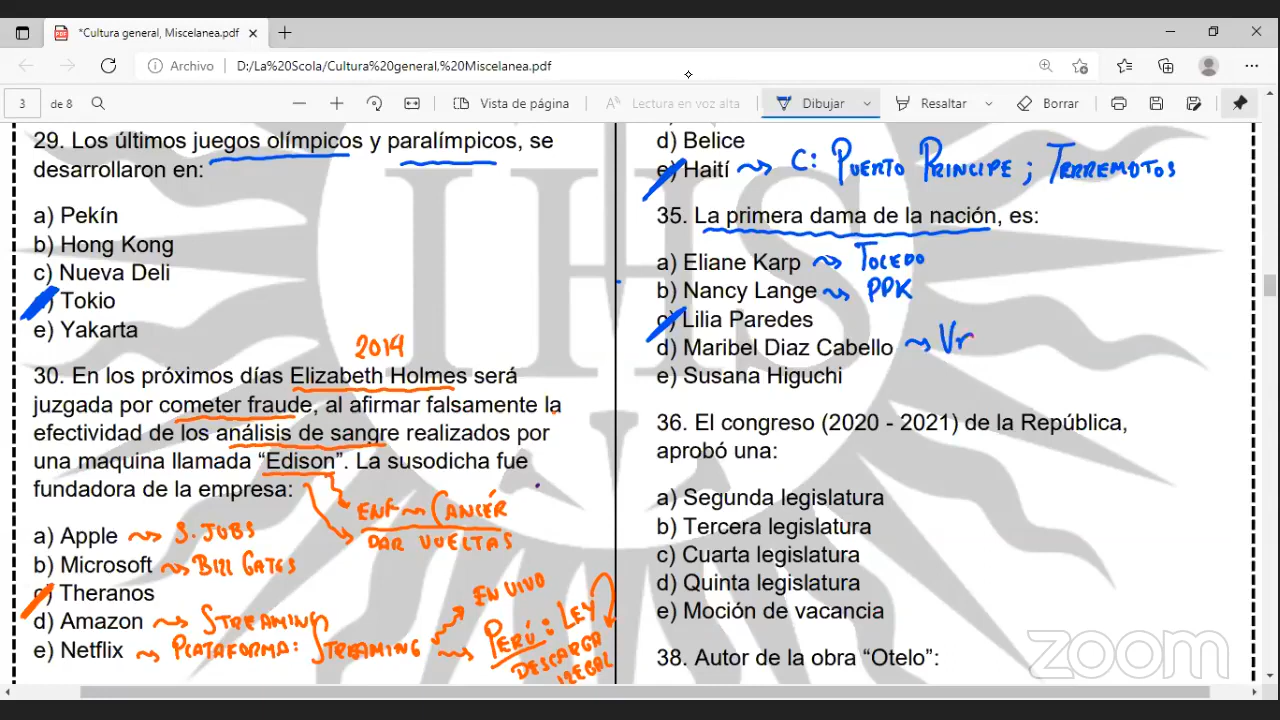 *Cultura general, Miscelanea.pdf
Archivo
D:/La%20Scola/Cultura%20general,%20Miscelanea.pdf
3 de 8
Vista de página
Lectura en voz alta
Dibujar
Resaltar
Borrar
29. Los últimos juegos olímpicos y paralímpicos, se
desarrollaron en:
a) Pekín
b) Hong Kong
c) Nueva Deli
d) Tokio
e) Yakarta
2019
30. En los próximos días Elizabeth Holmes será
juzgada por cometer fraude, al afirmar falsamente la
efectividad de los análisis de sangre realizados por
una maquina llamada “Edison”. La susodicha fue
fundadora de la empresa:
ENF CANCÉR
DAR VUELTAS
a) Apple S. JOBS
b) Microsoft BILL GATES
c) Theranos
d) Amazon STREAMING
e) Netflix PLATAFORMA: STREAMING
EN VIVO
PERÚ: LEY
DESCARGA
ILEGAL
d) Belice
e) Haití C: PUERTO PRINCIPE; TERREMOTOS
35. La primera dama de la nación, es:
a) Eliane Karp TOLEDO
b) Nancy Lange PPK
c) Lilia Paredes
d) Maribel Diaz Cabello
e) Susana Higuchi
36. El congreso (2020 - 2021) de la República,
aprobó una:
a) Segunda legislatura
b) Tercera legislatura
c) Cuarta legislatura
d) Quinta legislatura
e) Moción de vacancia
38. Autor de la obra “Otelo”:
IHS
zoom